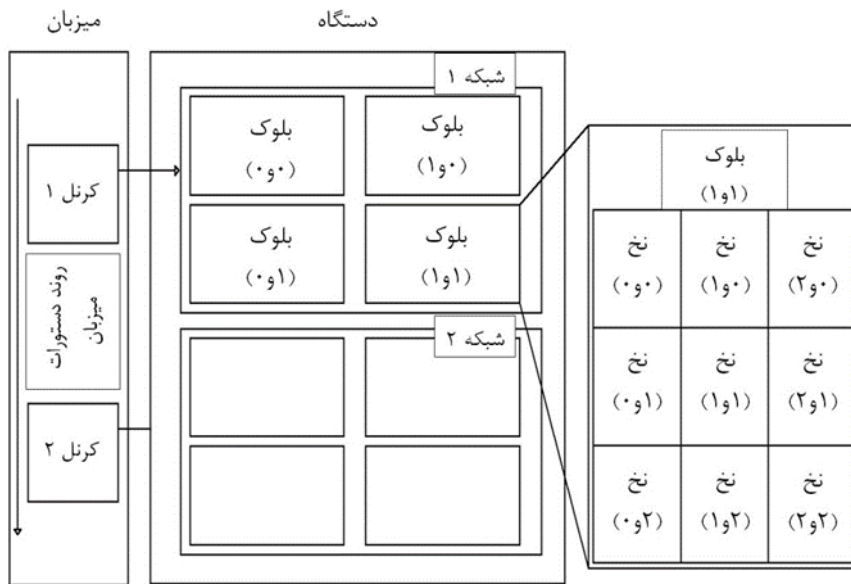 میزبان
دستگاه
کرنل ۱
روند دستورات
میزبان
کرنل ۲
شبکه ۱
بلوک
(۰و۰)
بلوک
(۰و۱)
بلوک
(۱و۰)
بلوک
(۱و۱)
شبکه ۲
بلوک
(۱و۱)
نخ
(۰و۰)
نخ
(۰و۱)
نخ
(۰و۲)
نخ
(۱و۰)
نخ
(۱و۱)
نخ
(۱و۲)
نخ
(۲و۰)
نخ
(۲و۱)
نخ
(۲و۲)